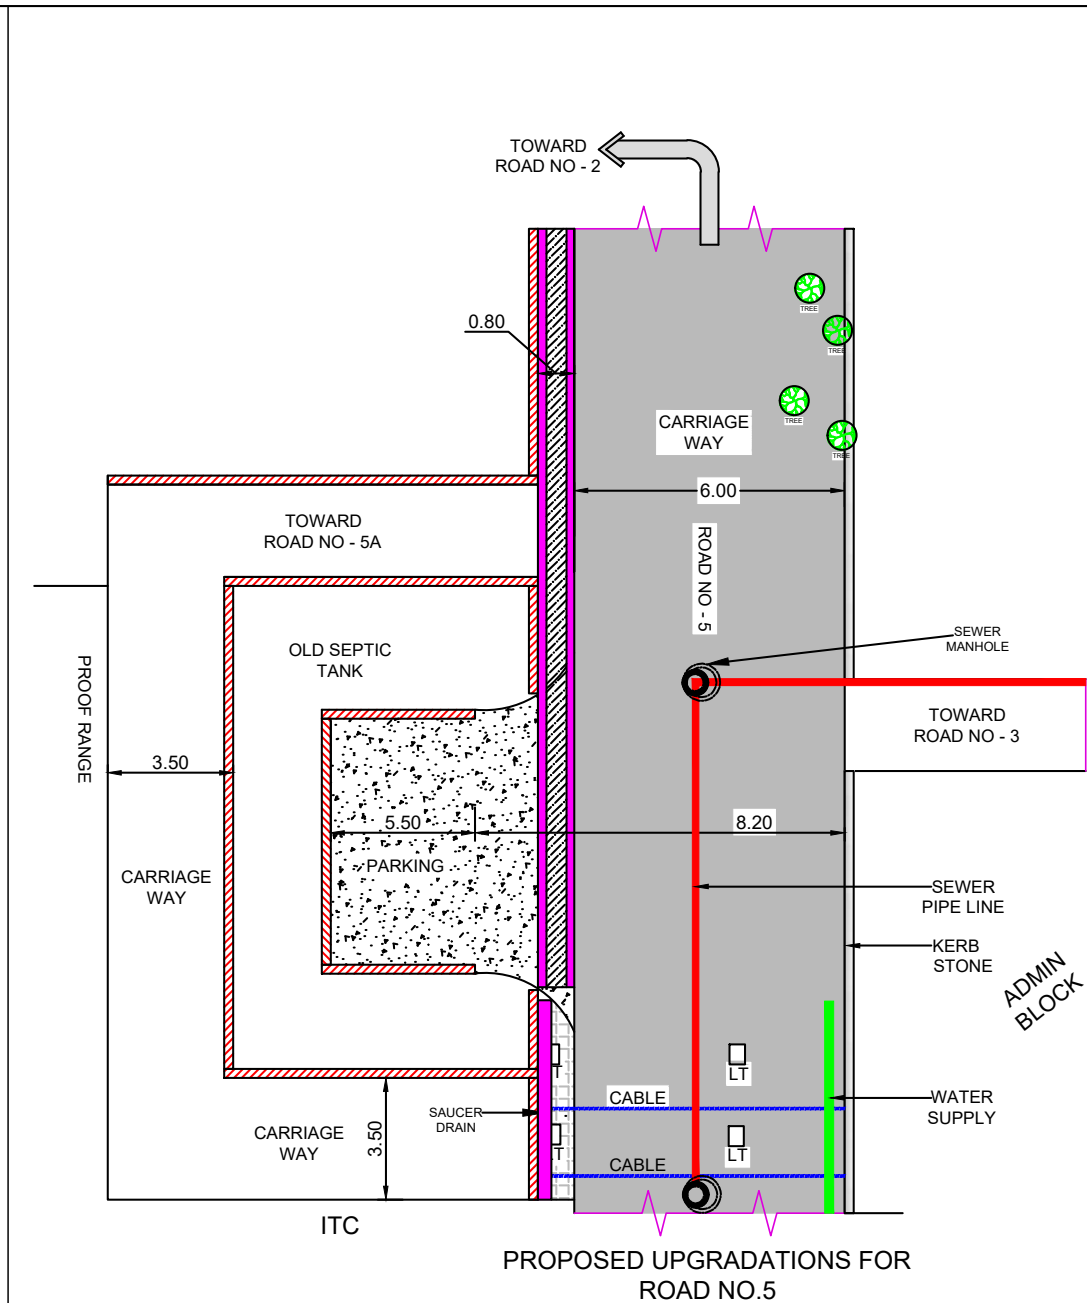 TOWARD
ROAD NO - 2
TREE
0.80
TREE
TREE
CARRIAGE
WAY
TREE
6.00
TOWARD
ROAD NO - 5A
ROAD NO - 5
SEWER
MANHOLE
OLD SEPTIC
TANK
PROOF RANGE
TOWARD
ROAD NO - 3
3.50
5.50
8.20
PARKING
CARRIAGE
WAY
SEWER
PIPE LINE
KERB
STONE
ADMIN
BLOCK
T
LT
CABLE
WATER
SUPPLY
SAUCER
DRAIN
CARRIAGE
WAY
3.50
T
LT
CABLE
ITC
PROPOSED UPGRADATIONS FOR
ROAD NO.5